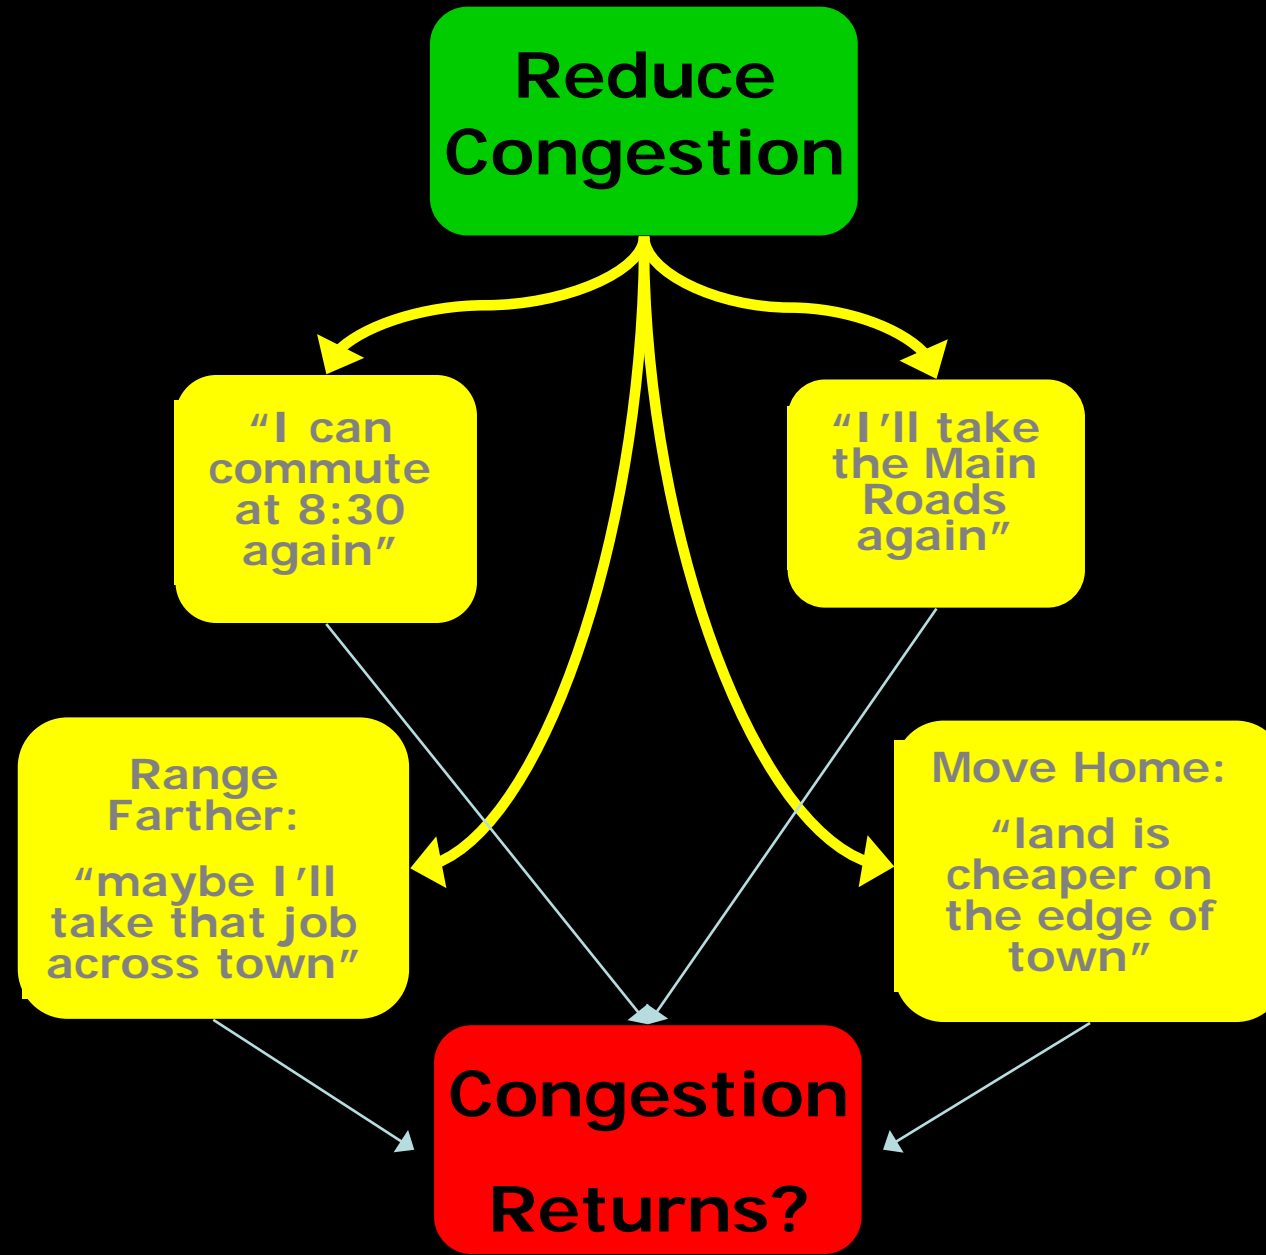 Reduce
Congestion
“I can
commute
at 8:30
again”
“I’ll take
the Main
Roads
again”
Range
Farther:
“maybe I’ll
take that job
across town”
Move Home:
“land is
cheaper on
the edge of
town”
Congestion
Returns?